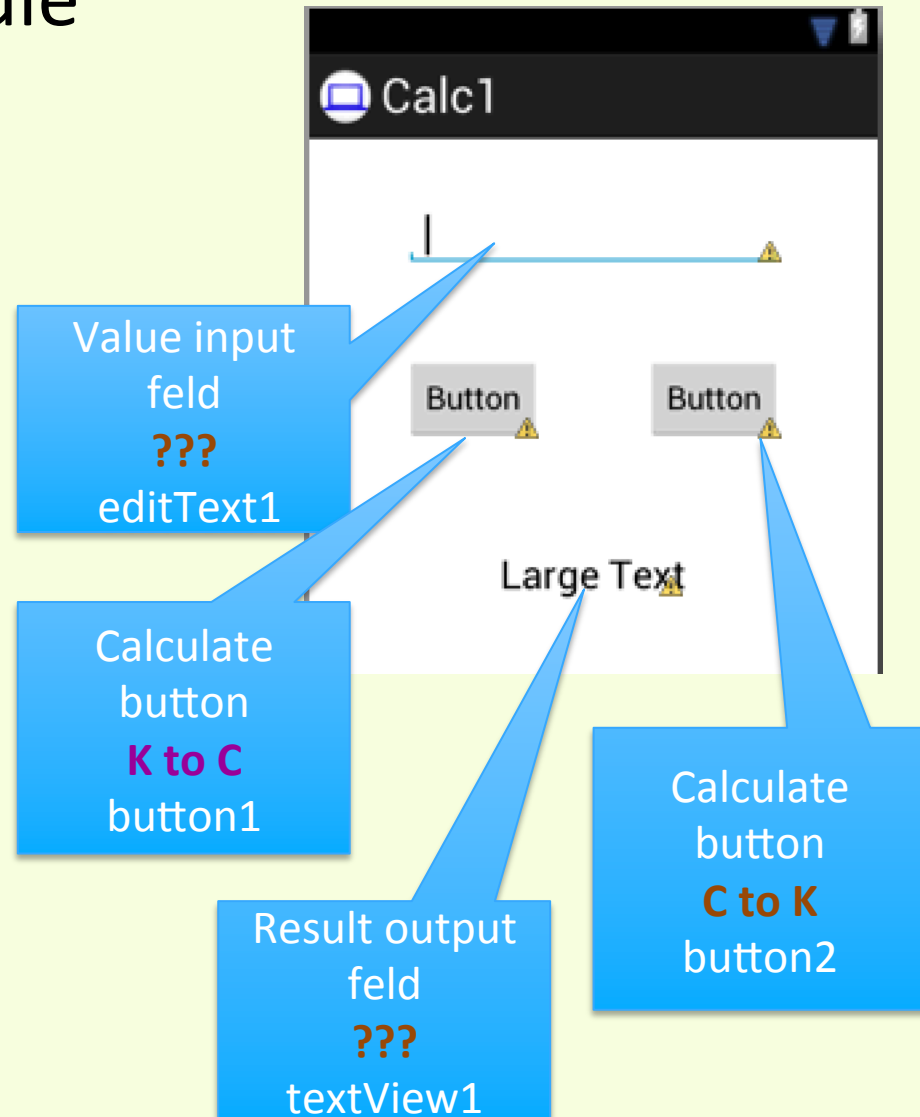 Calc1
Value input
feld
???
editText1
Button
Button
Large Text
Calculate
button
K to C
button1
Calculate
button
C to K
button2
Result output
feld
???
textView1